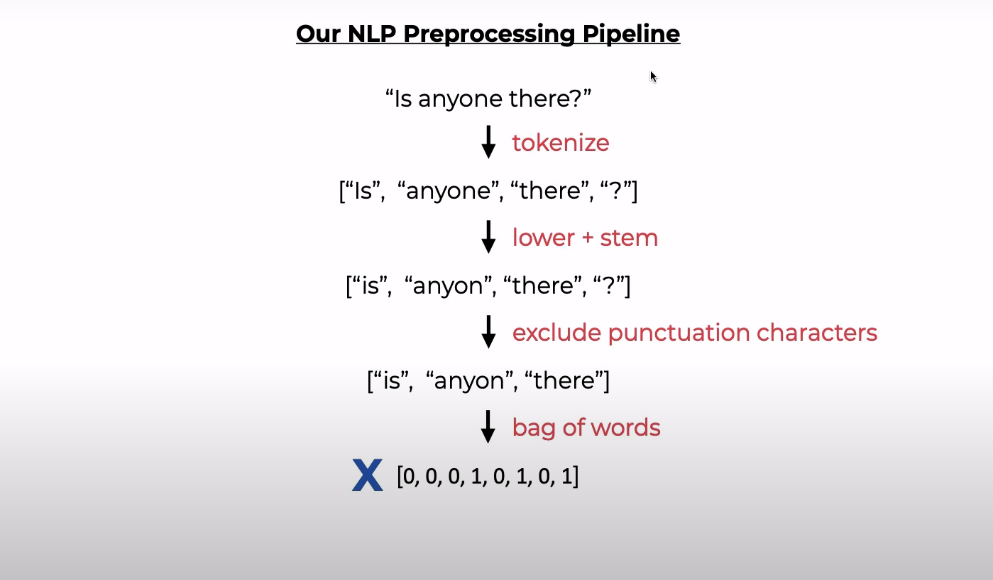 Our NLP Preprocessing Pipeline
“Is anyone there?”
tokenize
[“Is”, “anyone”, “there”, “?”]
lower + stem
[“is”, “anyon”, “there”, “?”]
exclude punctuation characters
[“is”, “anyon”, “there”]
bag of words
X [0, 0, 0, 1, 0, 1, 0, 1]